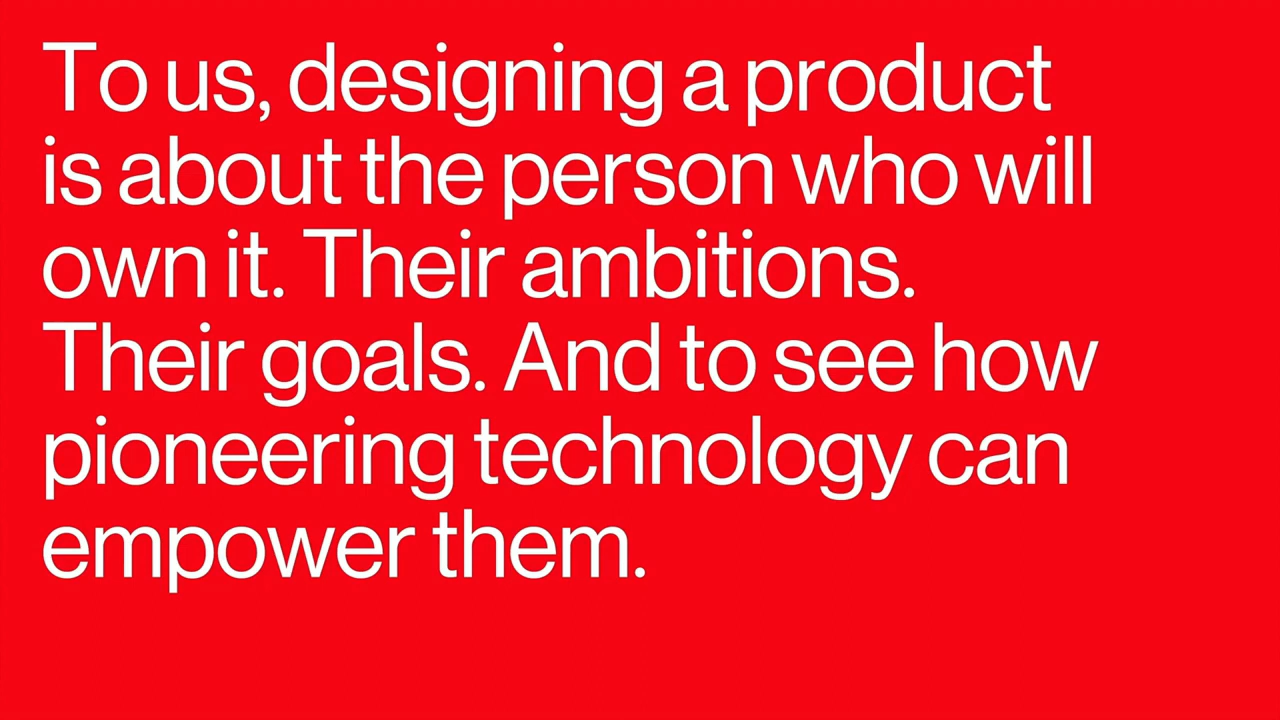 To us, designing a product
is about the person who will
own it. Their ambitions.
Their goals. And to see how
pioneering technology can
empower them.